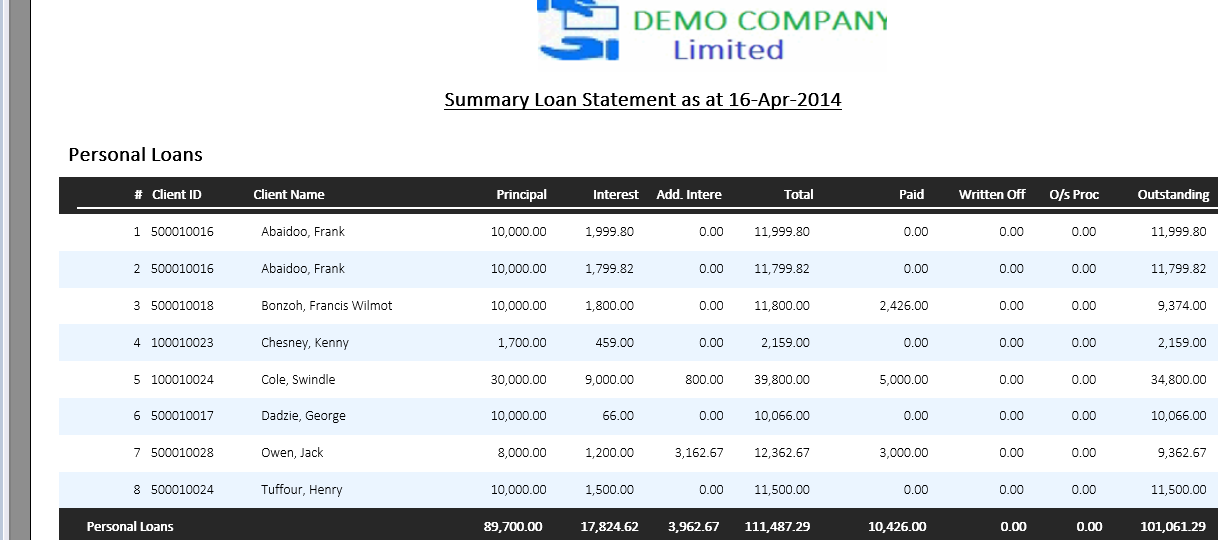 DEMO COMPANY
Limited
Summary Loan Statement as at 16-Apr-2014
Personal Loans
# Client ID Client Name Principal Interest Add. Intere Total Paid Written Off O/s Proc Outstanding
1 500010016 Abaidoo, Frank 10,000.00 1,999.80 0.00 11,999.80 0.00 0.00 0.00 11,999.80
2 500010016 Abaidoo, Frank 10,000.00 1,799.82 0.00 11,799.82 0.00 0.00 0.00 11,799.82
3 500010018 Bonzoh, Francis Wilmot 10,000.00 1,800.00 0.00 11,800.00 2,426.00 0.00 0.00 9,374.00
4 100010023 Chesney, Kenny 1,700.00 459.00 0.00 2,159.00 0.00 0.00 0.00 2,159.00
5 100010024 Cole, Swindle 30,000.00 9,000.00 800.00 39,800.00 5,000.00 0.00 0.00 34,800.00
6 500010017 Dadzie, George 10,000.00 66.00 0.00 10,066.00 0.00 0.00 0.00 10,066.00
7 500010028 Owen, Jack 8,000.00 1,200.00 3,162.67 12,362.67 3,000.00 0.00 0.00 9,362.67
8 500010024 Tuffour, Henry 10,000.00 1,500.00 0.00 11,500.00 0.00 0.00 0.00 11,500.00
Personal Loans 89,700.00 17,824.62 3,962.67 111,487.29 10,426.00 0.00 0.00 101,061.29